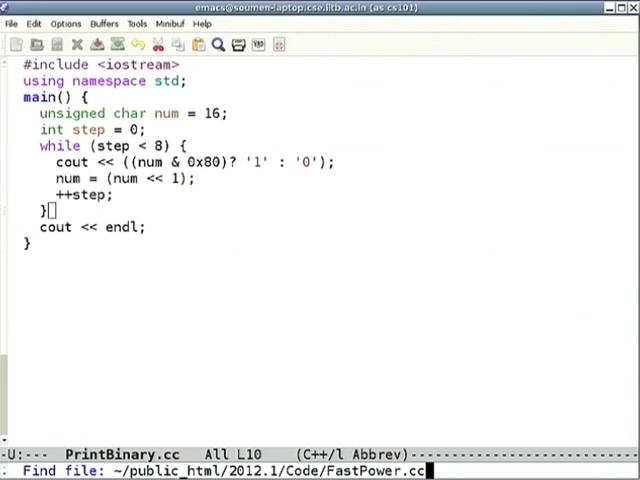 emacs@soumen-laptop.cse.iitb.ac.in [as cs101]
File Edit Options Buffers Tools Minibuf Help
#include <iostream>
using namespace std;
main() {
  unsigned char num = 16;
  int step = 0;
  while (step < 8) {
    cout << ((num & 0x80)? '1' : '0');
    num = (num << 1);
    ++step;
  }
  cout << endl;
}
-U:--- PrintBinary.cc All L10 (C++/l Abbrev)
Find file: ~/public_html/2012.1/Code/FastPower.cc